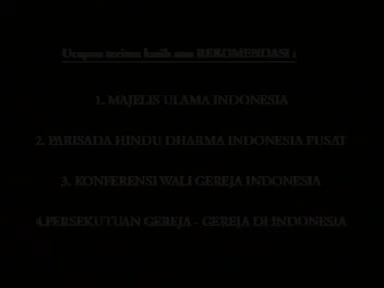 Ucapan terima kasih atas REKOMENDASI :
1. MAJELIS ULAMA INDONESIA
2. PARISADA HINDU DHARMA INDONESIA PUSAT
3. KONFERENSI WALI GEREJA INDONESIA
4.PERSEKUTUAN GEREJA - GEREJA DI INDONESIA